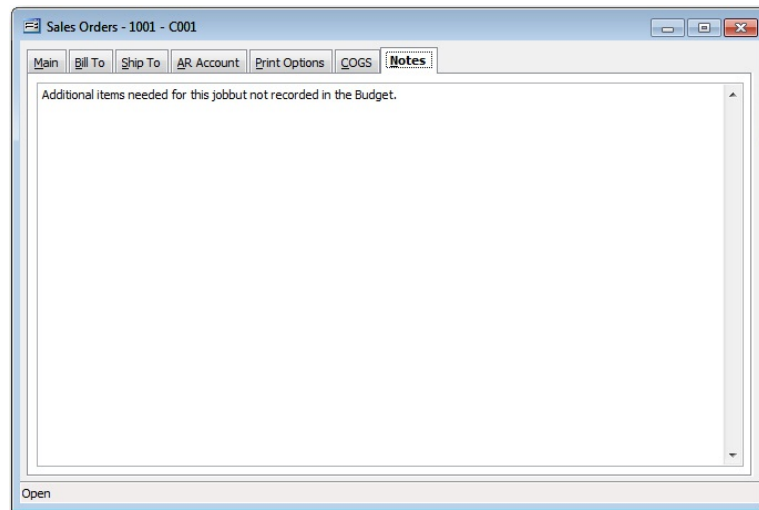 Sales Orders - 1001 - C001
Main Bill To Ship To AR Account Print Options COGS Notes
Additional items needed for this jobbut not recorded in the Budget.
Open